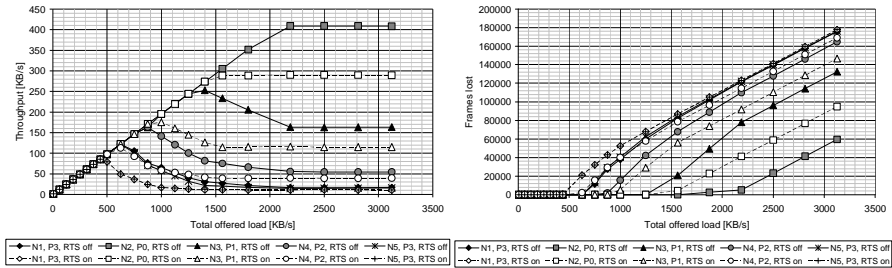 450
400
350
300
250
200
150
100
50
0
Throughput [KB/s]
0 500 1000 1500 2000 2500 3000 3500
Total offered load [KB/s]
N1, P3, RTS off N2, P0, RTS off N3, P1, RTS off N4, P2, RTS off N5, P3, RTS off
N1, P3, RTS on N2, P0, RTS on N3, P1, RTS on N4, P2, RTS on N5, P3, RTS on
200000
180000
160000
140000
120000
100000
80000
60000
40000
20000
0
Frames lost
0 500 1000 1500 2000 2500 3000 3500
Total offered load [KB/s]
N1, P3, RTS off N2, P0, RTS off N3, P1, RTS off N4, P2, RTS off N5, P3, RTS off
N1, P3, RTS on N2, P0, RTS on N3, P1, RTS on N4, P2, RTS on N5, P3, RTS on